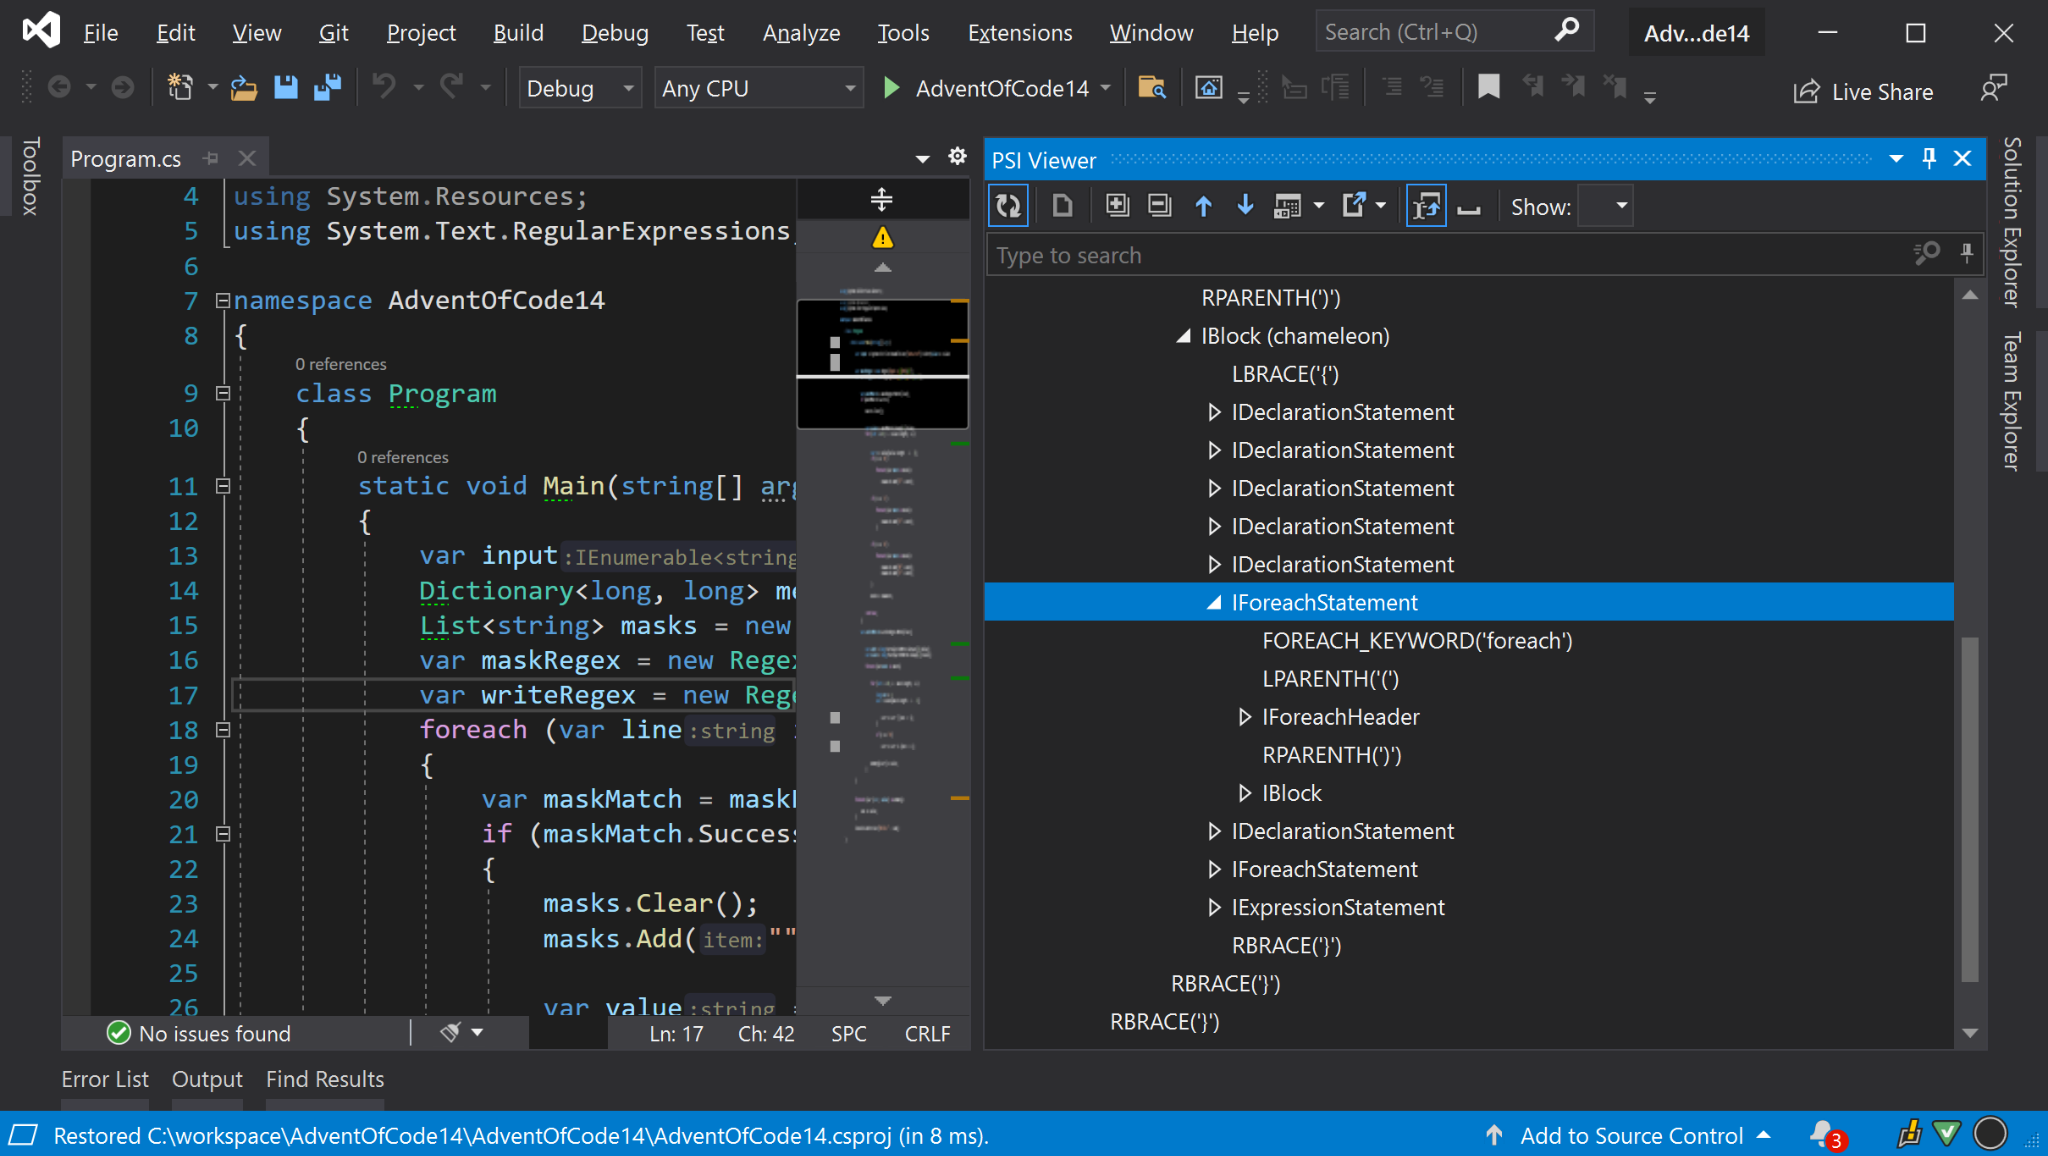 File Edit View Git Project Build Debug Test Analyze Tools Extensions Window Help Search (Ctrl+Q) Adv...de14
Debug Any CPU AdventOfCode14 Live Share
Toolbox
Program.cs
4 using System.Resources;
5 using System.Text.RegularExpressions
6
7 namespace AdventOfCode14
8 {
0 references
9 class Program
10 {
0 references
11 static void Main(string[] arg
12 {
13 var input :IEnumerable<string
14 Dictionary<long, long> me
15 List<string> masks = new
16 var maskRegex = new Regex
17 var writeRegex = new Rege
18 foreach (var line :string
19 {
20 var maskMatch = mask
21 if (maskMatch.Success
22 {
23 masks.Clear();
24 masks.Add( item: ""
25
26 var value :string
No issues found Ln: 17 Ch: 42 SPC CRLF
PSI Viewer
Show:
Type to search
RPARENTH(')')
IBlock (chameleon)
LBRACE('{')
IDeclarationStatement
IDeclarationStatement
IDeclarationStatement
IDeclarationStatement
IDeclarationStatement
IForeachStatement
FOREACH_KEYWORD('foreach')
LPARENTH('(')
IForeachHeader
RPARENTH(')')
IBlock
IDeclarationStatement
IForeachStatement
IExpressionStatement
RBRACE('}')
RBRACE('}')
RBRACE('}')
Solution Explorer
Team Explorer
Error List Output Find Results
Restored C:\workspace\AdventOfCode14\AdventOfCode14\AdventOfCode14.csproj (in 8 ms). Add to Source Control 3